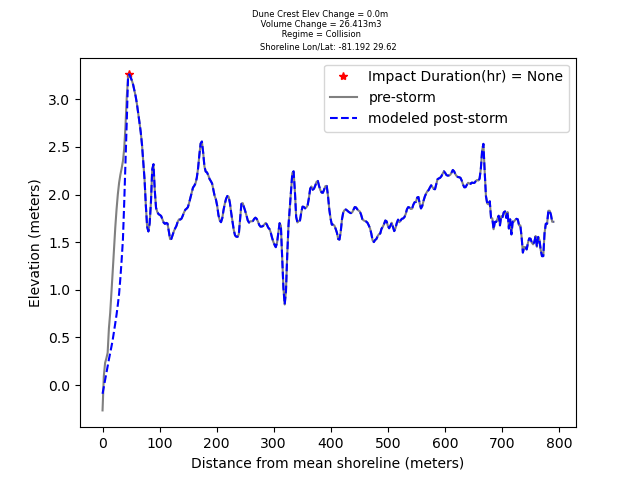 Dune Crest Elev Change = 0.0m
Volume Change = 26.413m3
Regime = Collision
Shoreline Lon/Lat: -81.192 29.62
Impact Duration(hr) = None
pre-storm
modeled post-storm
3.0
2.5
2.0
1.5
1.0
0.5
0.0
Elevation (meters)
0 100 200 300 400 500 600 700 800
Distance from mean shoreline (meters)